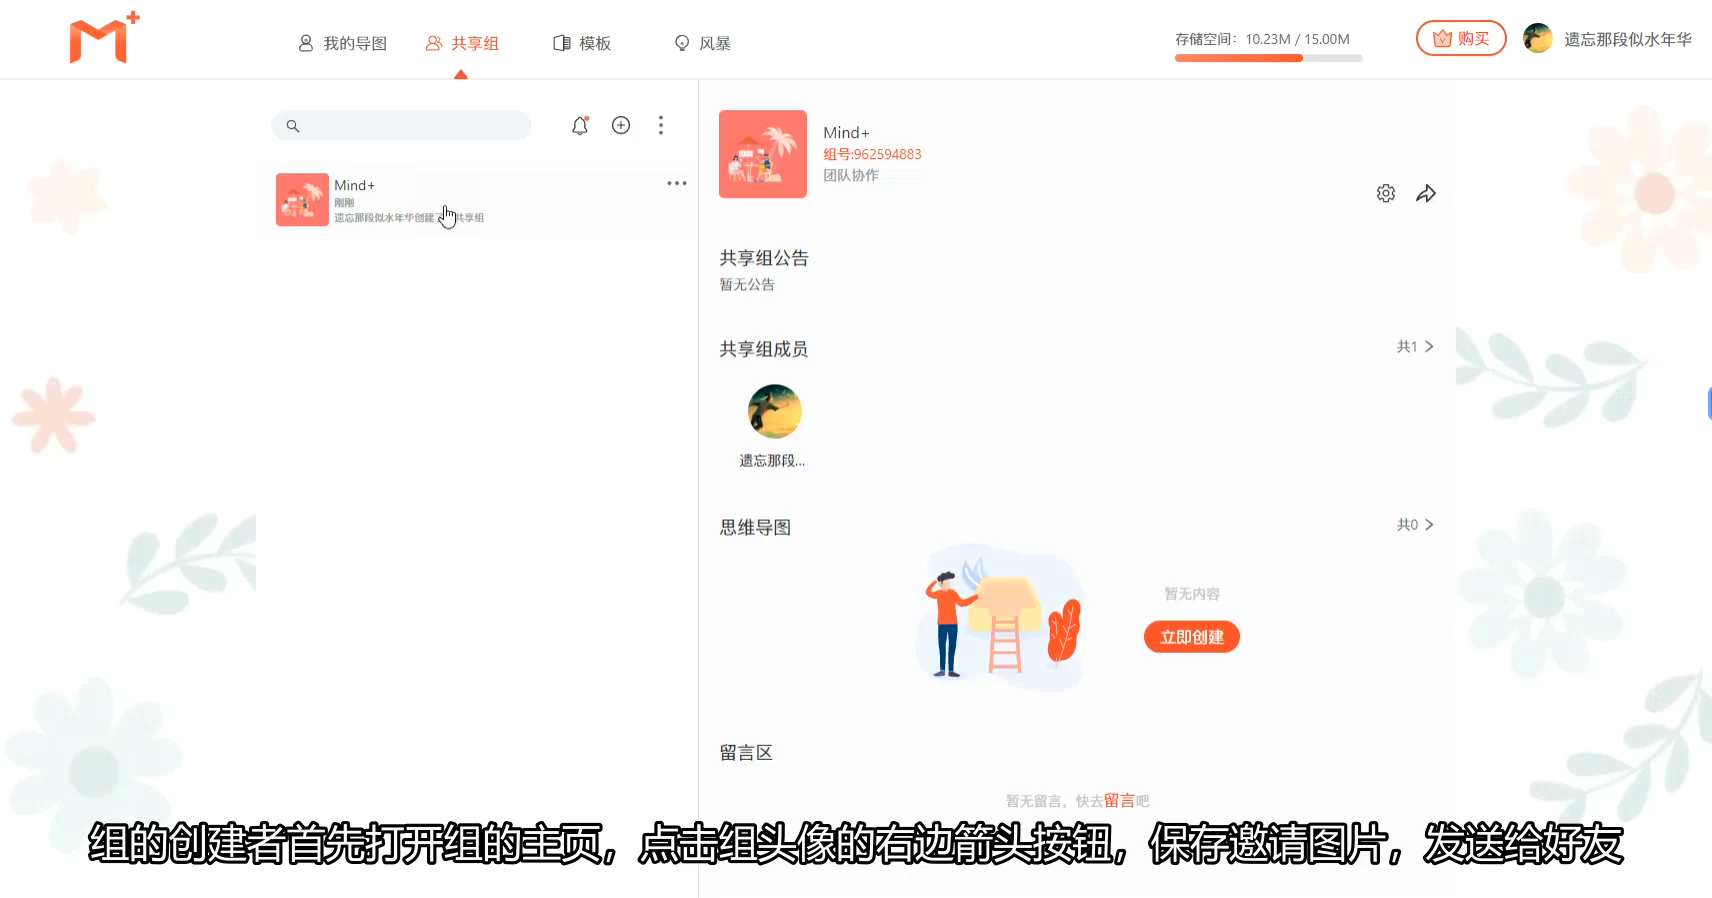 我的导图
共享组
模板
风暴
存储空间：10.23M / 15.00M
购买
遗忘那段似水年华
Mind+
刚刚
遗忘那段似水年华创建
共享组
Mind+
组号:962594883
团队协作
共享组公告
暂无公告
共享组成员
共1
遗忘那段...
思维导图
共0
暂无内容
立即创建
留言区
暂无留言，快去留言吧
组的创建者首先打开组的主页，点击组头像的右边箭头按钮，保存邀请图片，发送给好友